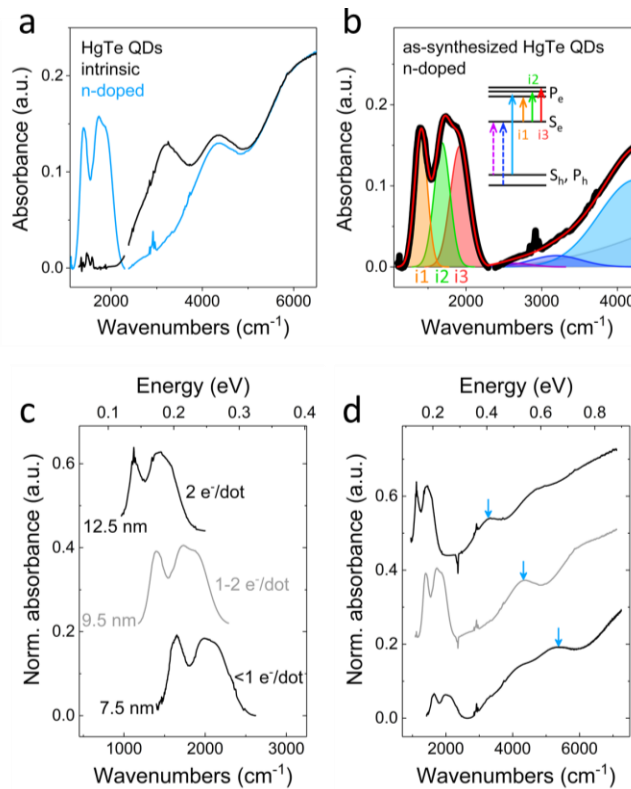 a
HgTe QDs
intrinsic
n-doped
0.2
0.1
0.0
Absorbance (a.u.)
2000 4000 6000
Wavenumbers (cm⁻¹)
b
as-synthesized HgTe QDs
n-doped
i2
Pₑ
Sₑ
i1 i3
Sₕ, Pₕ
0.2
0.1
0.0
Absorbance (a.u.)
i1 i2 i3
2000 3000 4000
Wavenumbers (cm⁻¹)
c
Energy (eV)
0.1 0.2 0.3 0.4
0.6
0.4
0.2
0.0
Norm. absorbance (a.u.)
2 e⁻/dot
12.5 nm
1-2 e⁻/dot
9.5 nm
<1 e⁻/dot
7.5 nm
1000 2000 3000
Wavenumbers (cm⁻¹)
d
Energy (eV)
0.2 0.4 0.6 0.8
0.6
0.4
0.2
0.0
Norm. absorbance (a.u.)
2000 4000 6000
Wavenumbers (cm⁻¹)